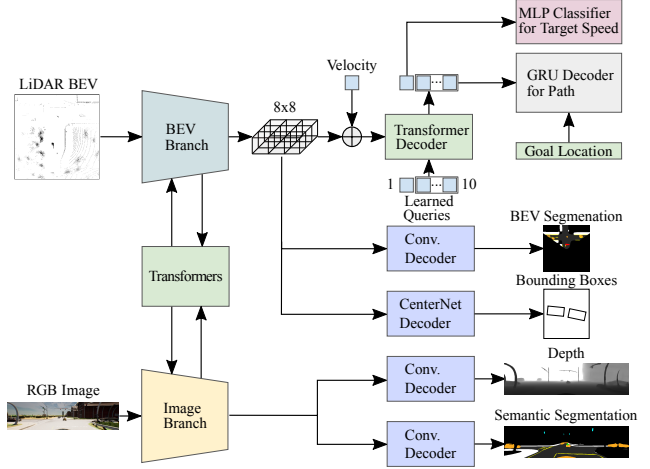 MLP Classifier
for Target Speed
Velocity
LiDAR BEV
8x8
GRU Decoder
for Path
BEV
Branch
Transformer
Decoder
Goal Location
1
10
Learned
Queries
BEV Segmenation
Conv.
Decoder
Transformers
Bounding Boxes
CenterNet
Decoder
Depth
RGB Image
Conv.
Decoder
Image
Branch
Semantic Segmentation
Conv.
Decoder